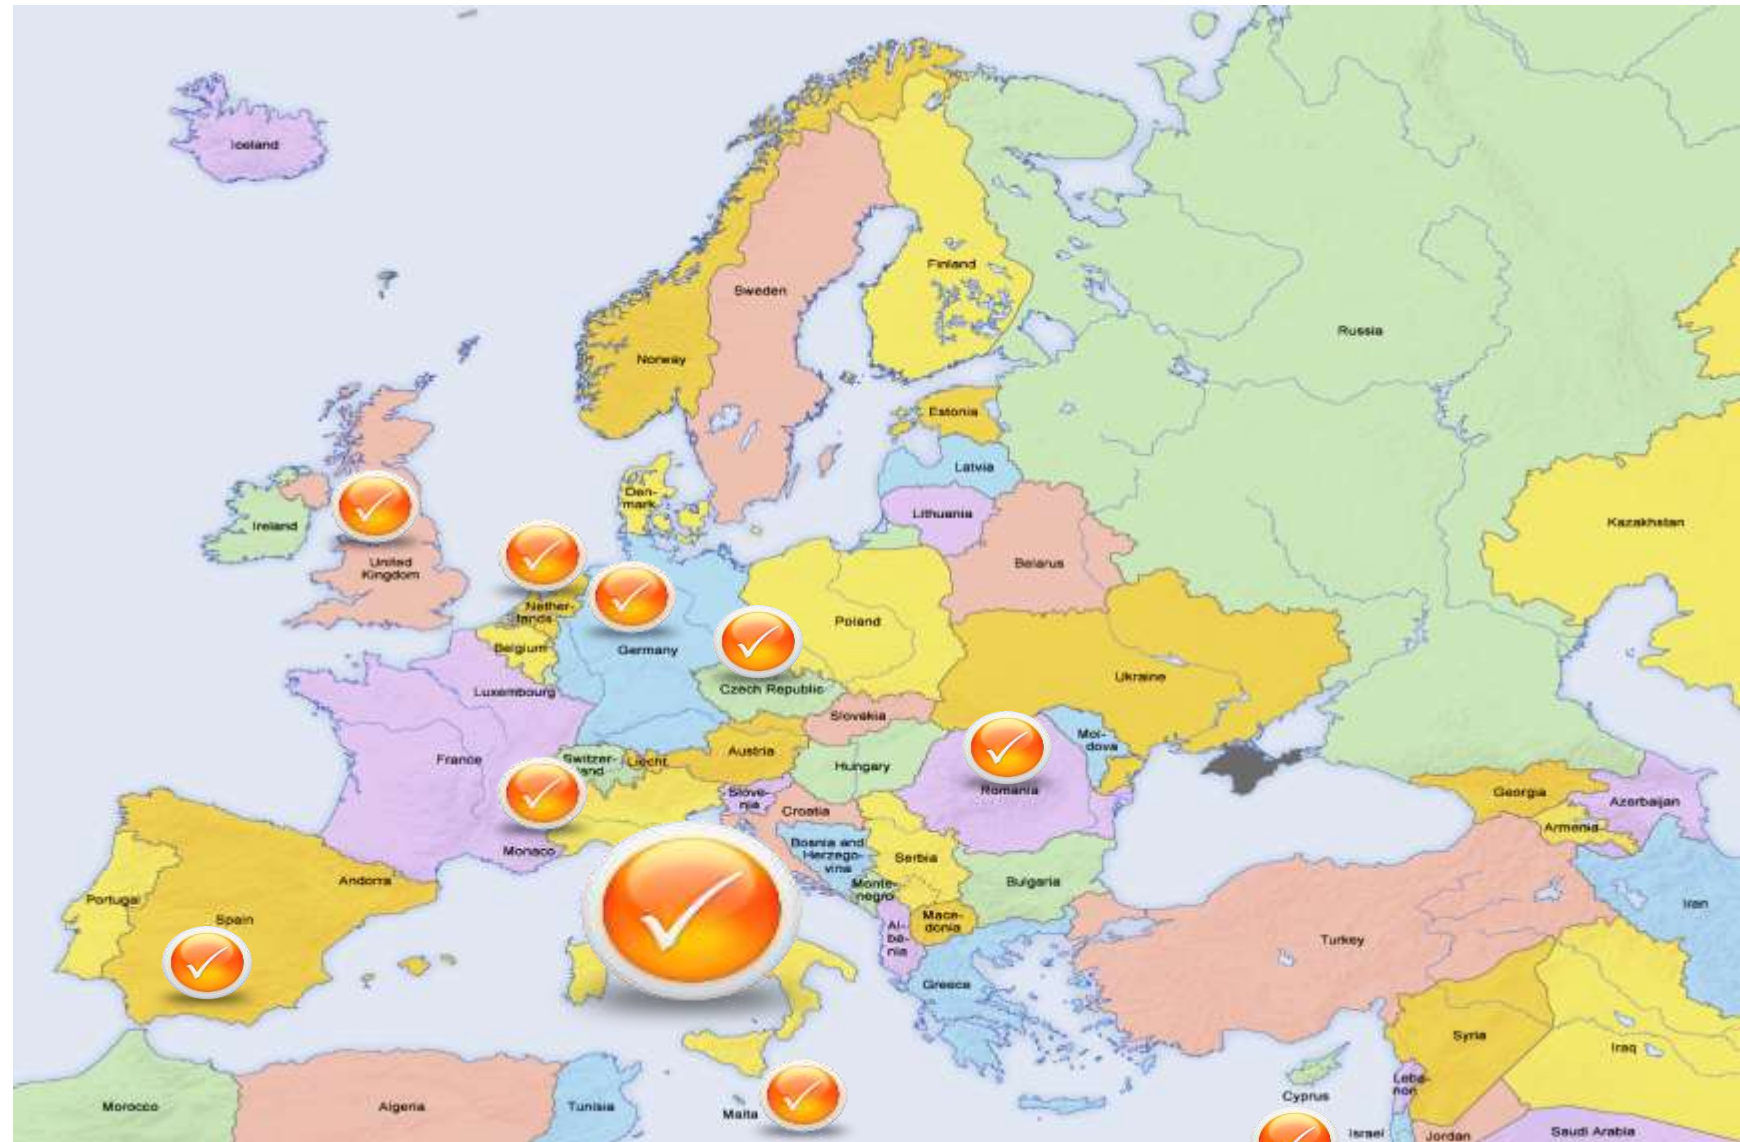 Iceland
Finland
Sweden
Russia
Norway
Estonia
Latvia
Lithuania
Den-
mark
Ireland
United
Kingdom
Kazakhstan
Belarus
Nether-
lands
Poland
Belgium
Germany
Ukraine
Czech Republic
Luxembourg
Slovakia
Mol-
dova
Austria
France
Switzer-
land
Liecht.
Hungary
Romania
Slove-
nija
Croatia
Georgia
Azerbaijan
Armenia
Monaco
Bosnia and
Herzego-
vina
Serbia
Andorra
Monte-
negro
Bulgaria
Portugal
Spain
Al-
ba-
nia
Mace-
donia
Iran
Turkey
Greece
Syria
Iraq
Leba-
non
Cyprus
Morocco
Algeria
Tunisia
Malta
Israel
Jordan
Saudi Arabia